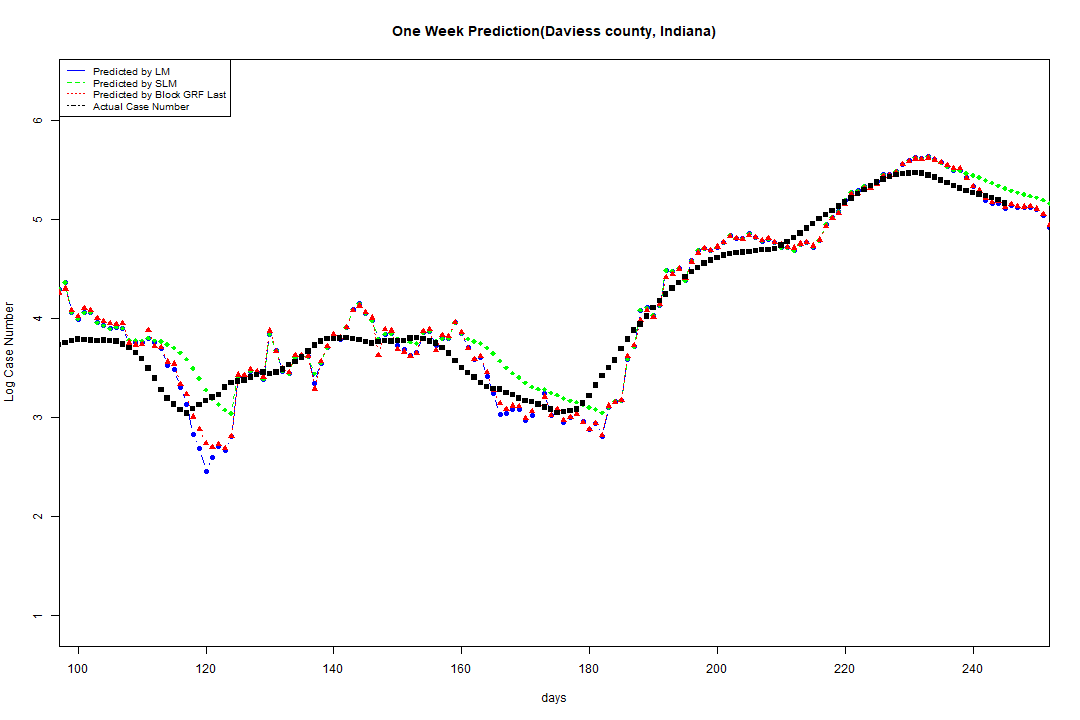 One Week Prediction(Daviess county, Indiana)
Predicted by LM
Predicted by SLM
Predicted by Block GRF Last
Actual Case Number
Log Case Number
6
5
4
3
2
1
100 120 140 160 180 200 220 240
days